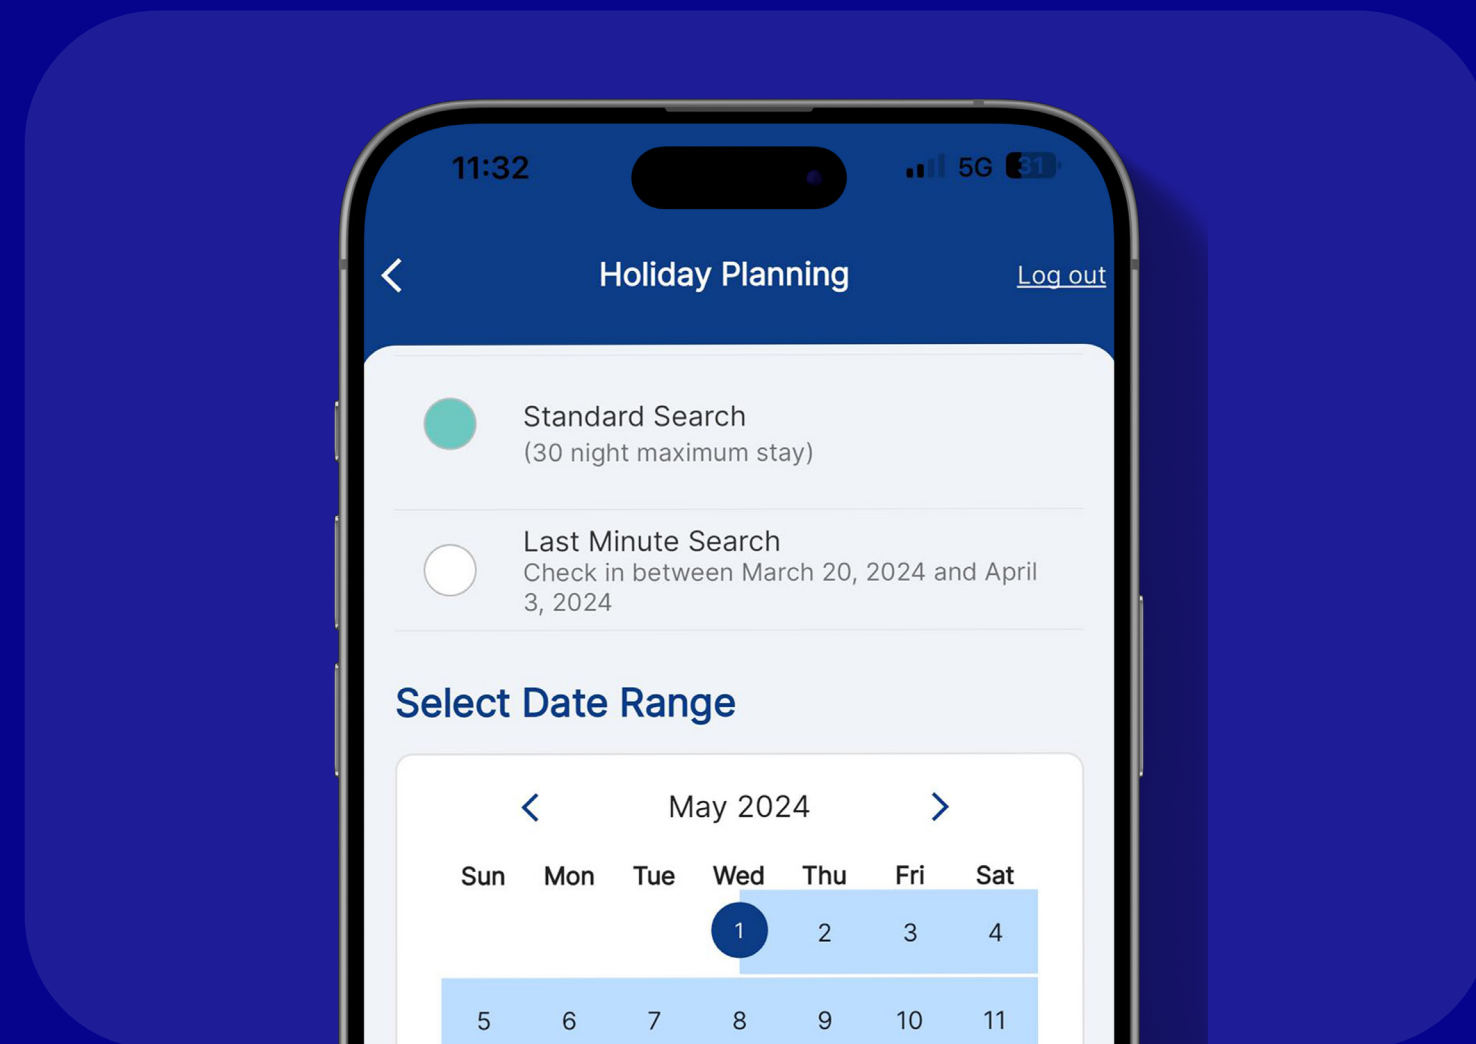 11:32 5G 31
Holiday Planning Log out
Standard Search
(30 night maximum stay)
Last Minute Search
Check in between March 20, 2024 and April
3, 2024
Select Date Range
May 2024
Sun Mon Tue Wed Thu Fri Sat
1 2 3 4
5 6 7 8 9 10 11